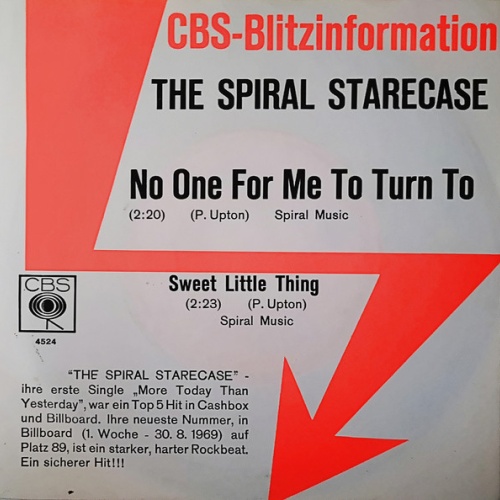 CBS-Blitzinformation
THE SPIRAL STARECASE
No One For Me To Turn To
(2:20) (P. Upton) Spiral Music
Sweet Little Thing
(2:23) (P. Upton)
Spiral Music
CBS
4524
"THE SPIRAL STARECASE" -
ihre erste Single „More Today Than
Yesterday", war ein Top 5 Hit in Cashbox
und Billboard. Ihre neueste Nummer, in
Billboard (1. Woche - 30. 8. 1969) auf
Platz 89, ist ein starker, harter Rockbeat.
Ein sicherer Hit!!!